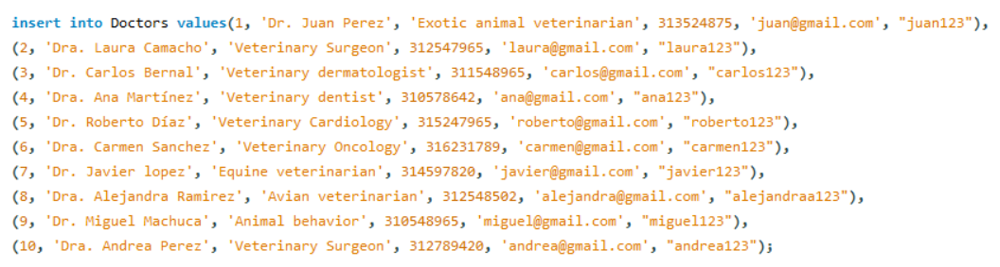 insert into Doctors values(1, 'Dr. Juan Perez', 'Exotic animal veterinarian', 313524875, 'juan@gmail.com', "juan123"),
(2, 'Dra. Laura Camacho', 'Veterinary Surgeon', 312547965, 'laura@gmail.com', "laura123"),
(3, 'Dr. Carlos Bernal', 'Veterinary dermatologist', 311548965, 'carlos@gmail.com', "carlos123"),
(4, 'Dra. Ana Martínez', 'Veterinary dentist', 310578642, 'ana@gmail.com', "ana123"),
(5, 'Dr. Roberto Díaz', 'Veterinary Cardiology', 315247965, 'roberto@gmail.com', "roberto123"),
(6, 'Dra. Carmen Sanchez', 'Veterinary Oncology', 316231789, 'carmen@gmail.com', "carmen123"),
(7, 'Dr. Javier lopez', 'Equine veterinarian', 314597820, 'javier@gmail.com', "javier123"),
(8, 'Dra. Alejandra Ramirez', 'Avian veterinarian', 312548502, 'alejandra@gmail.com', "alejandraa123"),
(9, 'Dr. Miguel Machuca', 'Animal behavior', 310548965, 'miguel@gmail.com', "miguel123"),
(10, 'Dra. Andrea Perez', 'Veterinary Surgeon', 312789420, 'andrea@gmail.com', "andrea123");